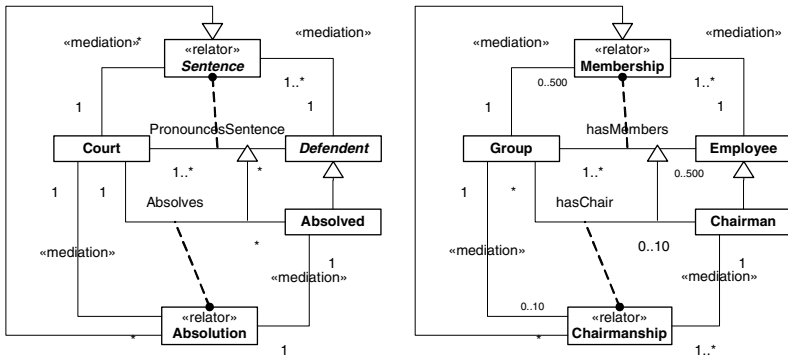 «relator»
Sentence
«mediation»
*
«mediation»
1..*
1
1
PronouncesSentence
Court
Defendent
1..*
*
1
1
Absolves
Absolved
*
«mediation»
1
«mediation»
«relator»
Absolution
*
1
«relator»
Membership
«mediation»
«mediation»
0..500
1..*
1
1
hasMembers
Group
Employee
1..*
0..500
1
*
hasChair
Chairman
0..10
«mediation»
1
«mediation»
0..10
«relator»
Chairmanship
*
1..*